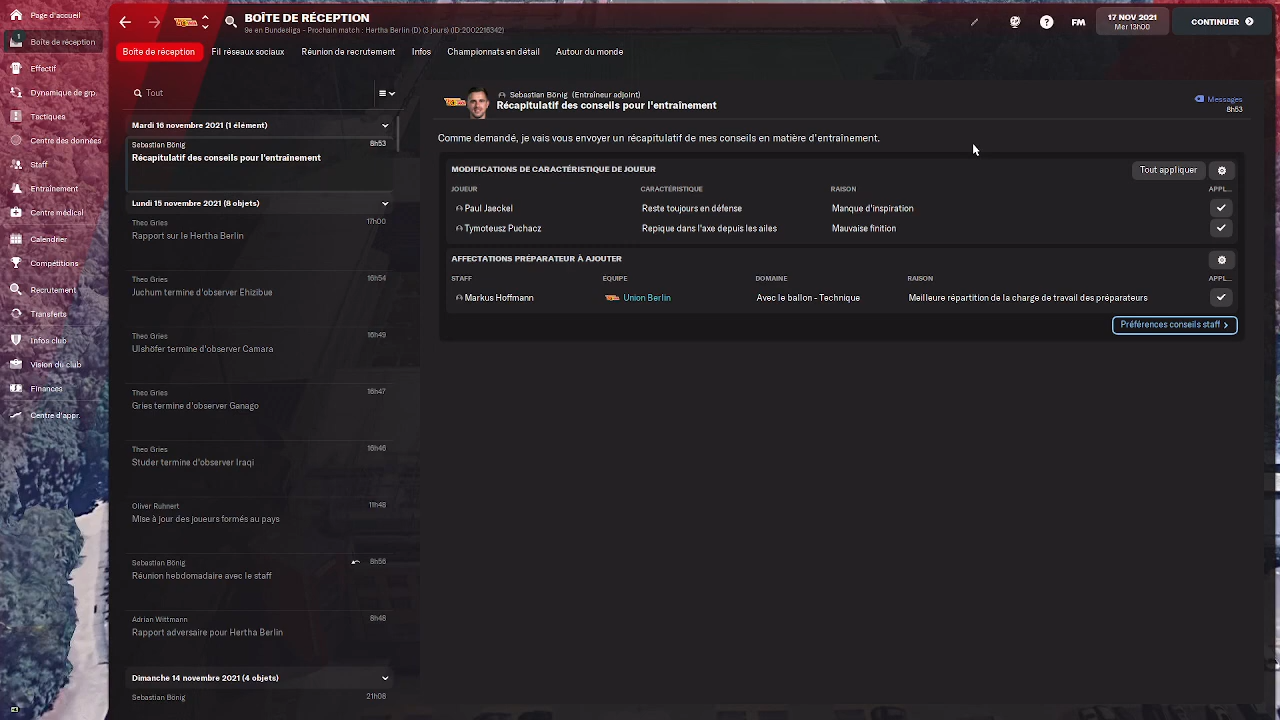 Page d'accueil
1
Boîte de réception
Effectif
Dynamique de grp.
Tactiques
Centre des données
Staff
Entraînement
Centre médical
Calendrier
Compétitions
Recrutement
Transferts
Infos club
Vision du club
Finances
Centre d'appr.
BOÎTE DE RÉCEPTION
9e en Bundesliga - Prochain match : Hertha Berlin (D) (3 jours) (ID:2002216342)
FM
17 NOV 2021
Mer 13h00
CONTINUER
Boîte de réception
Fil réseaux sociaux
Réunion de recrutement
Infos
Championnats en détail
Autour du monde
Tout
Mardi 16 novembre 2021 (1 élément)
Sebastian Bönig 8h53
Récapitulatif des conseils pour l'entraînement
Lundi 15 novembre 2021 (8 objets)
Theo Gries 17h00
Rapport sur le Hertha Berlin
Theo Gries 16h54
Juchum termine d'observer Ehizibue
Theo Gries 16h49
Ulshöfer termine d'observer Camara
Theo Gries 16h47
Gries termine d'observer Ganago
Theo Gries 16h46
Studer termine d'observer Iraqi
Oliver Ruhnert 11h48
Mise à jour des joueurs formés au pays
Sebastian Bönig 8h56
Réunion hebdomadaire avec le staff
Adrian Wittmann 8h48
Rapport adversaire pour Hertha Berlin
Dimanche 14 novembre 2021 (4 objets)
Sebastian Bönig 21h08
Sebastian Bönig (Entraîneur adjoint)
Récapitulatif des conseils pour l'entraînement
Messages
8h53
Comme demandé, je vais vous envoyer un récapitulatif de mes conseils en matière d'entraînement.
MODIFICATIONS DE CARACTÉRISTIQUE DE JOUEUR
Tout appliquer
JOUEUR CARACTÉRISTIQUE RAISON APPL...
Paul Jaeckel Reste toujours en défense Manque d'inspiration
Tymoteusz Puchacz Repique dans l'axe depuis les ailes Mauvaise finition
AFFECTATIONS PRÉPARATEUR À AJOUTER
STAFF ÉQUIPE DOMAINE RAISON APPL...
Markus Hoffmann Union Berlin Avec le ballon - Technique Meilleure répartition de la charge de travail des préparateurs
Préférences conseils staff